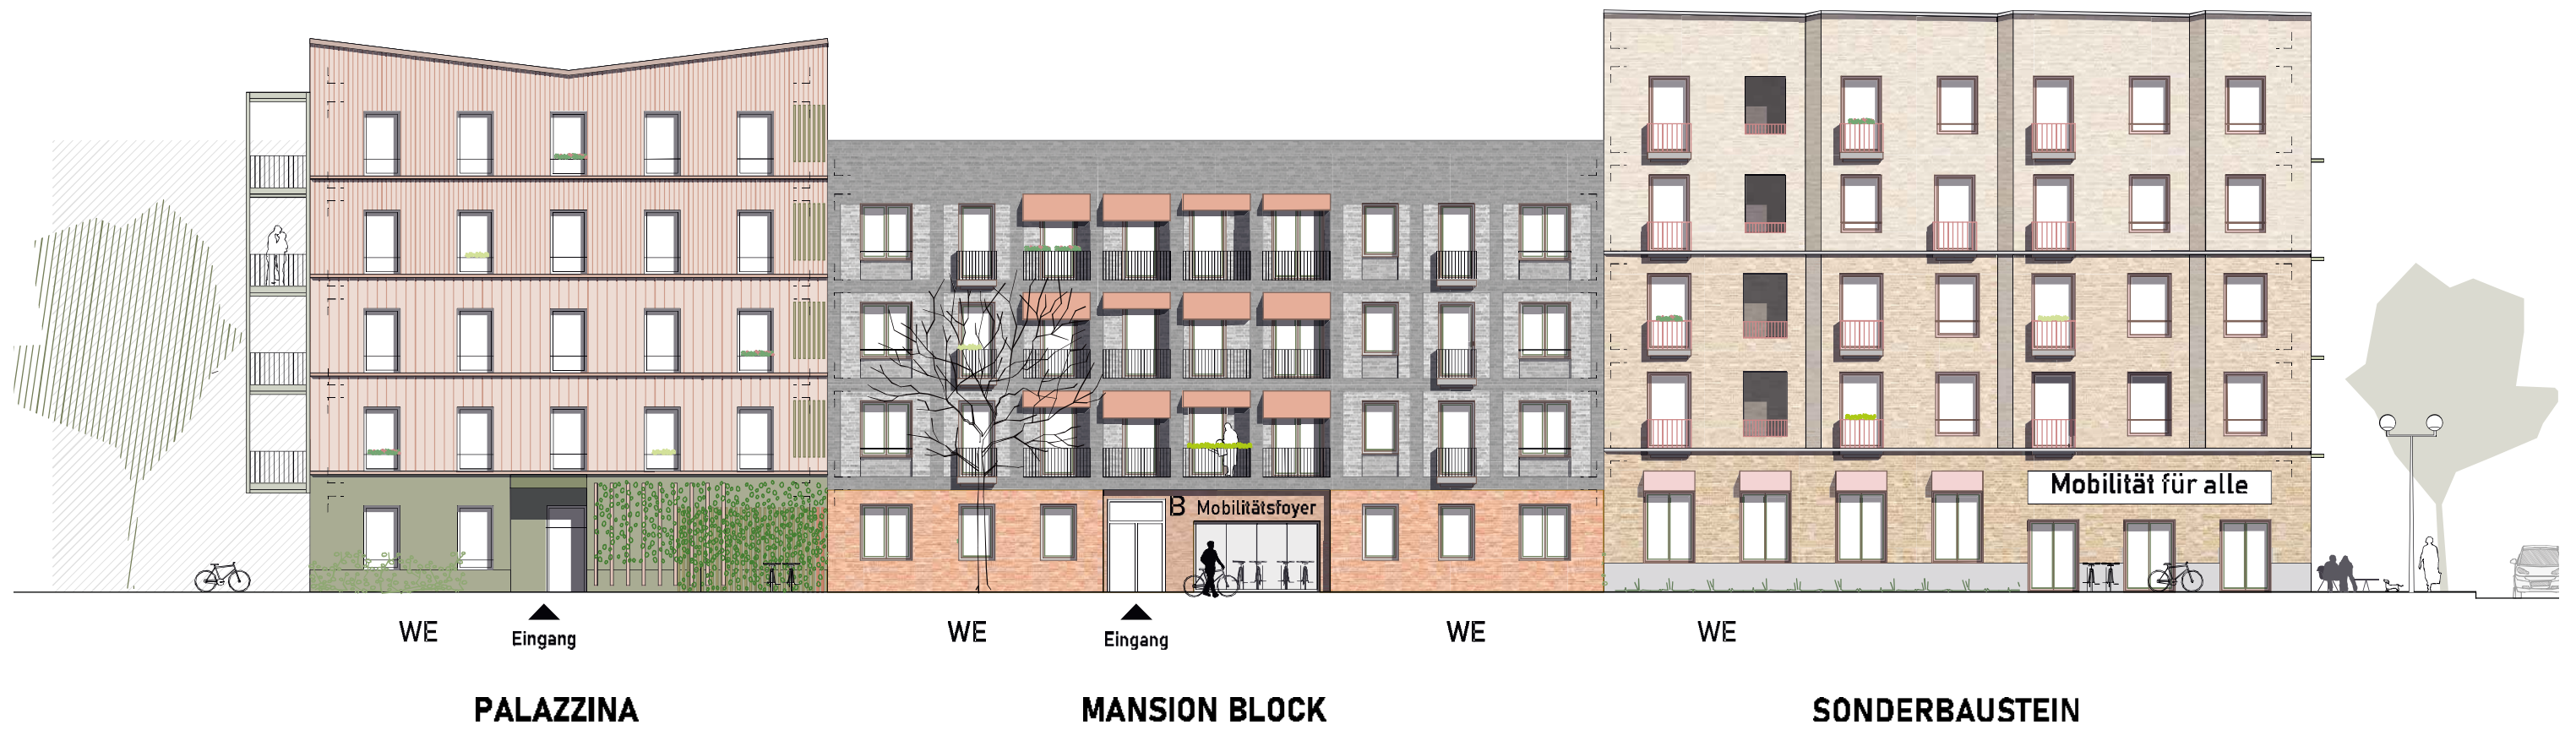 B Mobilitätsfoyer
Mobilität für alle
WE
Eingang
WE
Eingang
WE
WE
PALAZZINA
MANSION BLOCK
SONDERBAUSTEIN